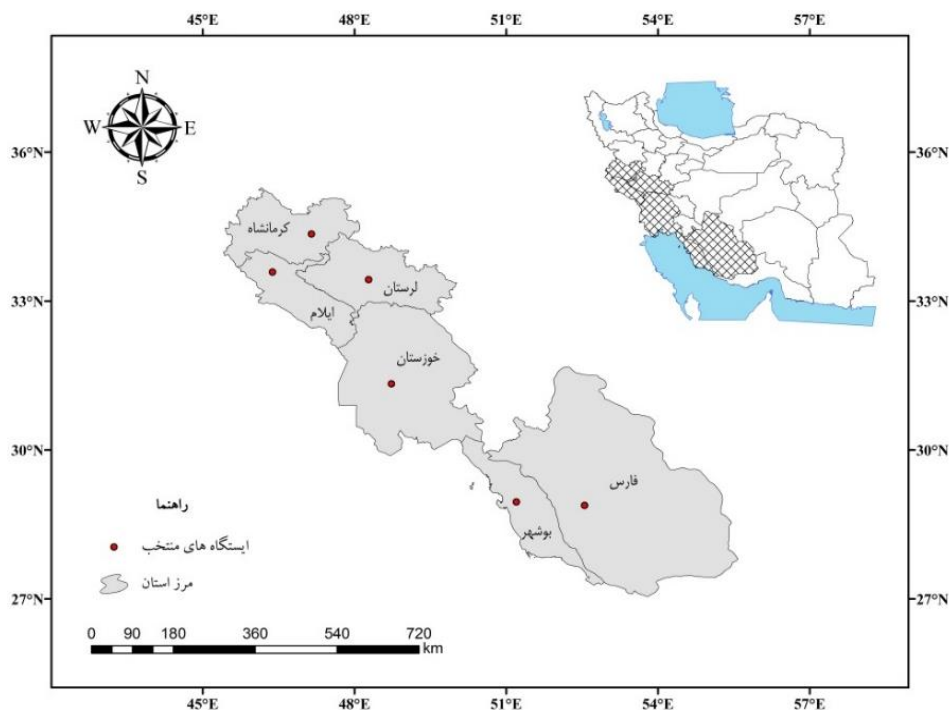 45°E 48°E 51°E 54°E 57°E
N
W E
S
36°N 36°N
کرمانشاه
لرستان
ایلام
33°N 33°N
خوزستان
30°N 30°N
فارس
بوشهر
راهنما
ایستگاه های منتخب
مرز استان
27°N 27°N
0 90 180 360 540 720
km
45°E 48°E 51°E 54°E 57°E